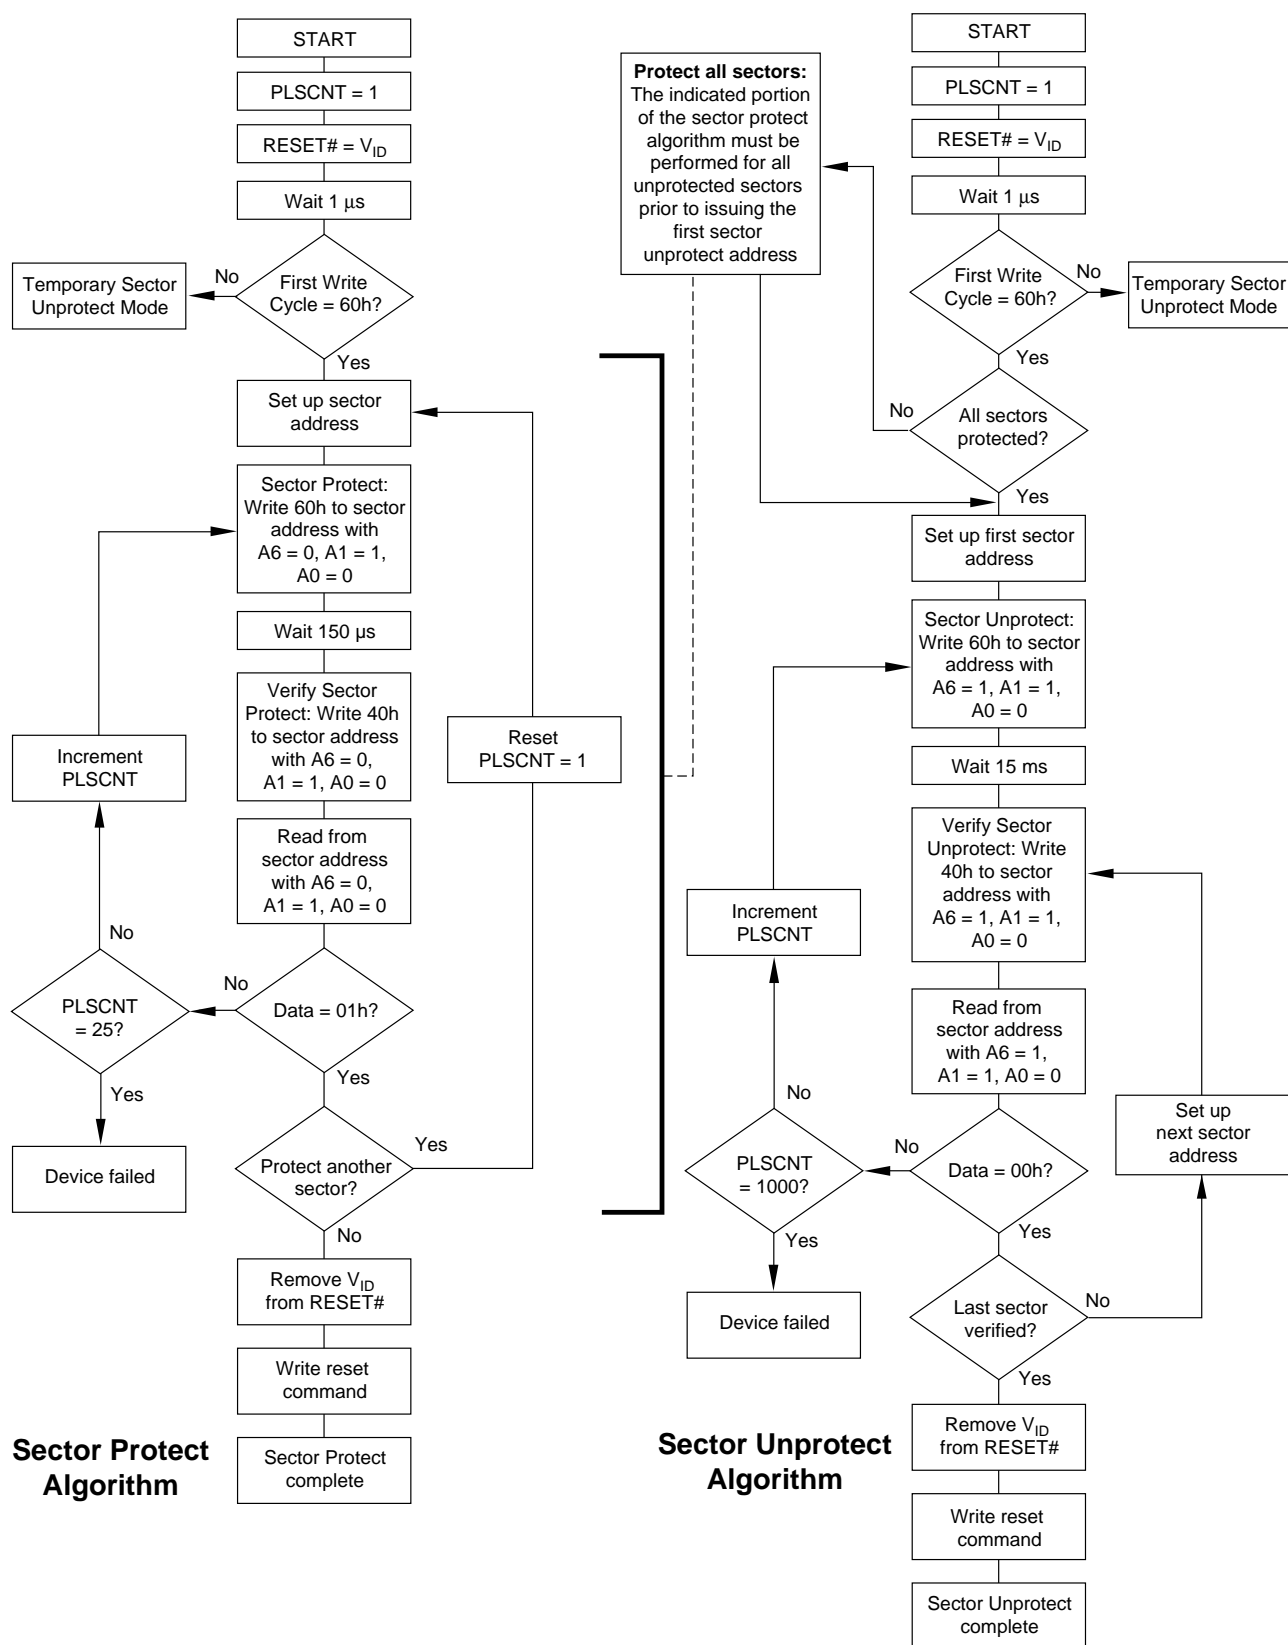 START
PLSCNT = 1
RESET# = VID
Wait 1 μs
First Write
Cycle = 60h?
No
Temporary Sector
Unprotect Mode
Yes
Set up sector
address
Sector Protect:
Write 60h to sector
address with
A6 = 0, A1 = 1,
A0 = 0
Wait 150 µs
Verify Sector
Protect: Write 40h
to sector address
with A6 = 0,
A1 = 1, A0 = 0
Read from
sector address
with A6 = 0,
A1 = 1, A0 = 0
Data = 01h?
No
PLSCNT
= 25?
No
Increment
PLSCNT
Yes
Device failed
Yes
Protect another
sector?
Yes
Reset
PLSCNT = 1
No
Remove VID
from RESET#
Write reset
command
Sector Protect
complete
Sector Protect
Algorithm
Protect all sectors:
The indicated portion
of the sector protect
algorithm must be
performed for all
unprotected sectors
prior to issuing the
first sector
unprotect address
START
PLSCNT = 1
RESET# = VID
Wait 1 μs
First Write
Cycle = 60h?
No
Temporary Sector
Unprotect Mode
Yes
All sectors
protected?
No
Yes
Set up first sector
address
Sector Unprotect:
Write 60h to sector
address with
A6 = 1, A1 = 1,
A0 = 0
Wait 15 ms
Verify Sector
Unprotect: Write
40h to sector
address with
A6 = 1, A1 = 1,
A0 = 0
Read from
sector address
with A6 = 1,
A1 = 1, A0 = 0
Data = 00h?
No
PLSCNT
= 1000?
No
Increment
PLSCNT
Yes
Device failed
Yes
Last sector
verified?
No
Set up
next sector
address
Yes
Remove VID
from RESET#
Write reset
command
Sector Unprotect
complete
Sector Unprotect
Algorithm